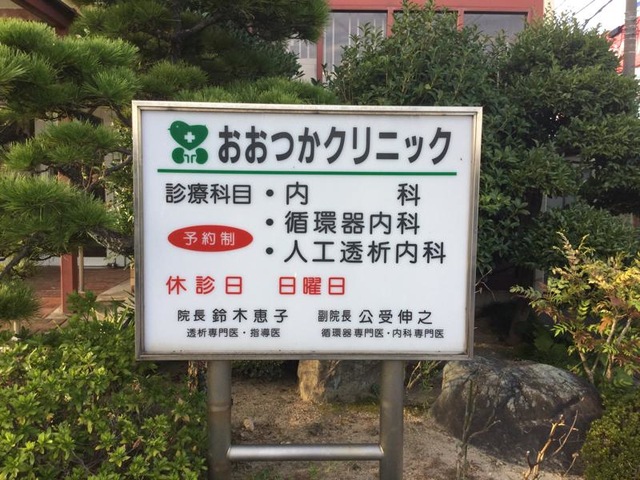 おおつかクリニック
診療科目・内科
・循環器内科
予約制
・人工透析内科
休診日 日曜日
院長 鈴木恵子 副院長 公受伸之
透析専門医・指導医 循環器専門医・内科専門医